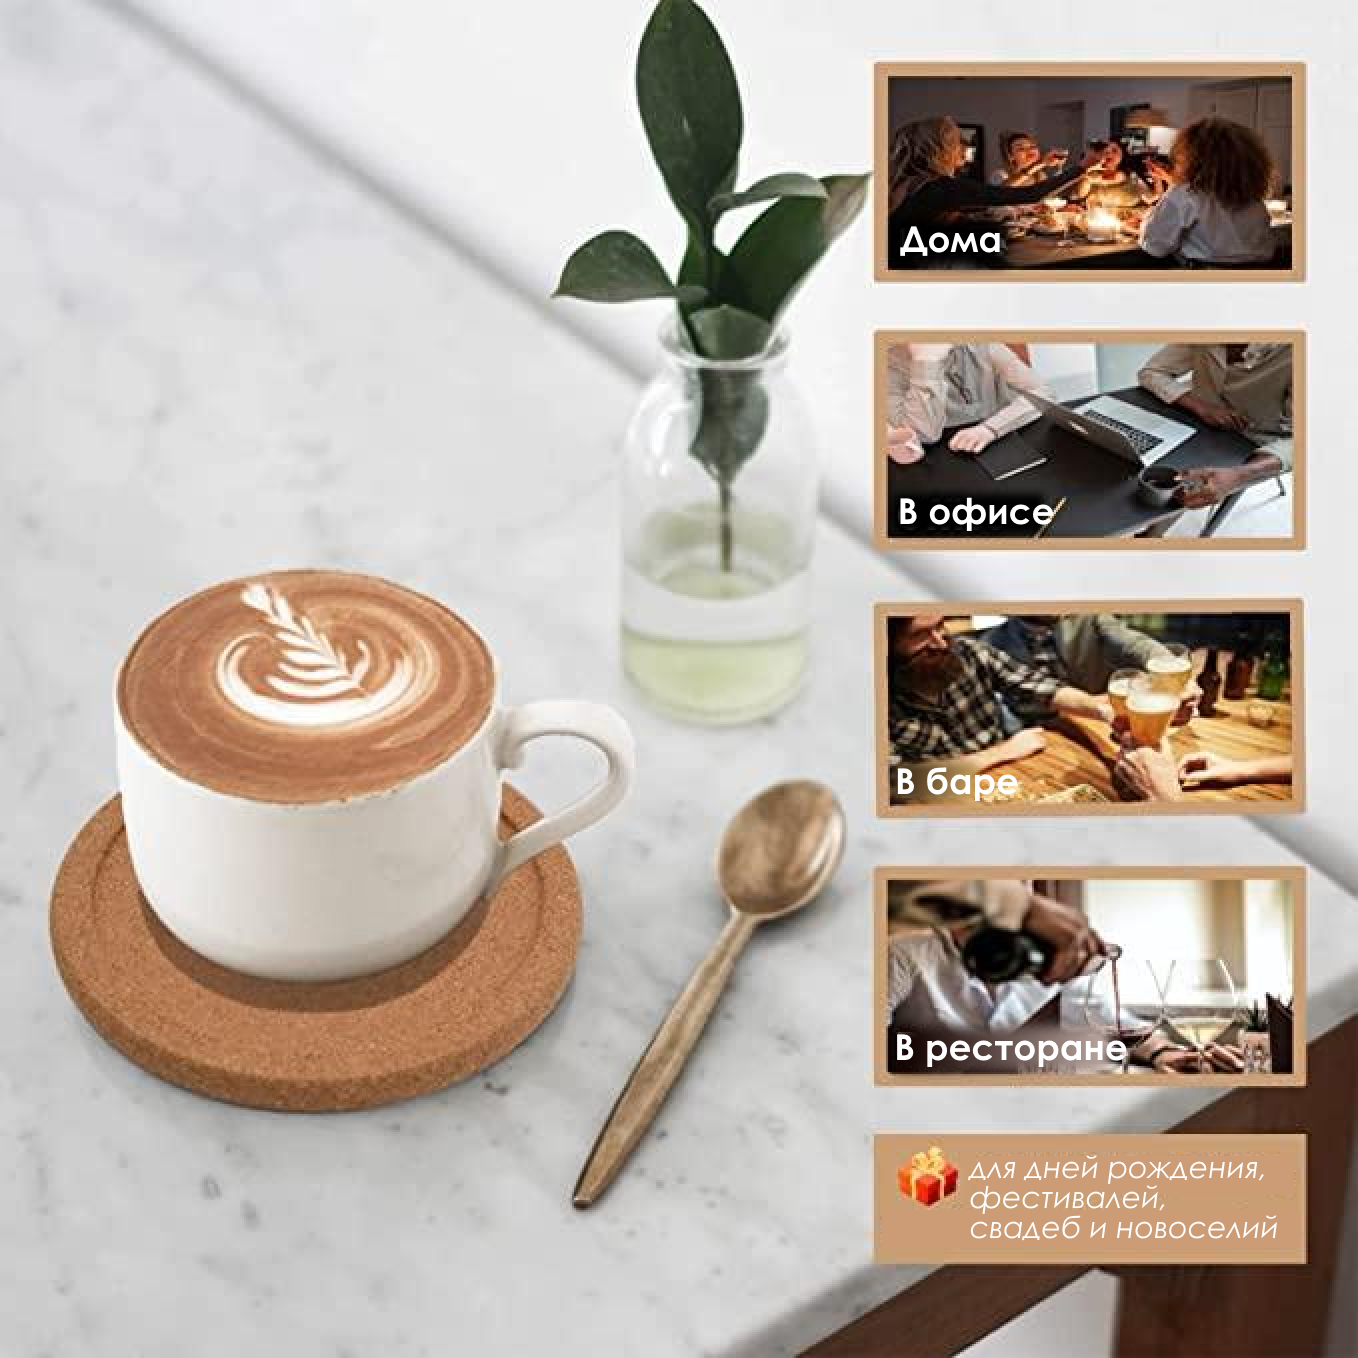 Дома
В офисе
В баре
В ресторане
для дней рождения,
фестивалей,
свадеб и новоселий